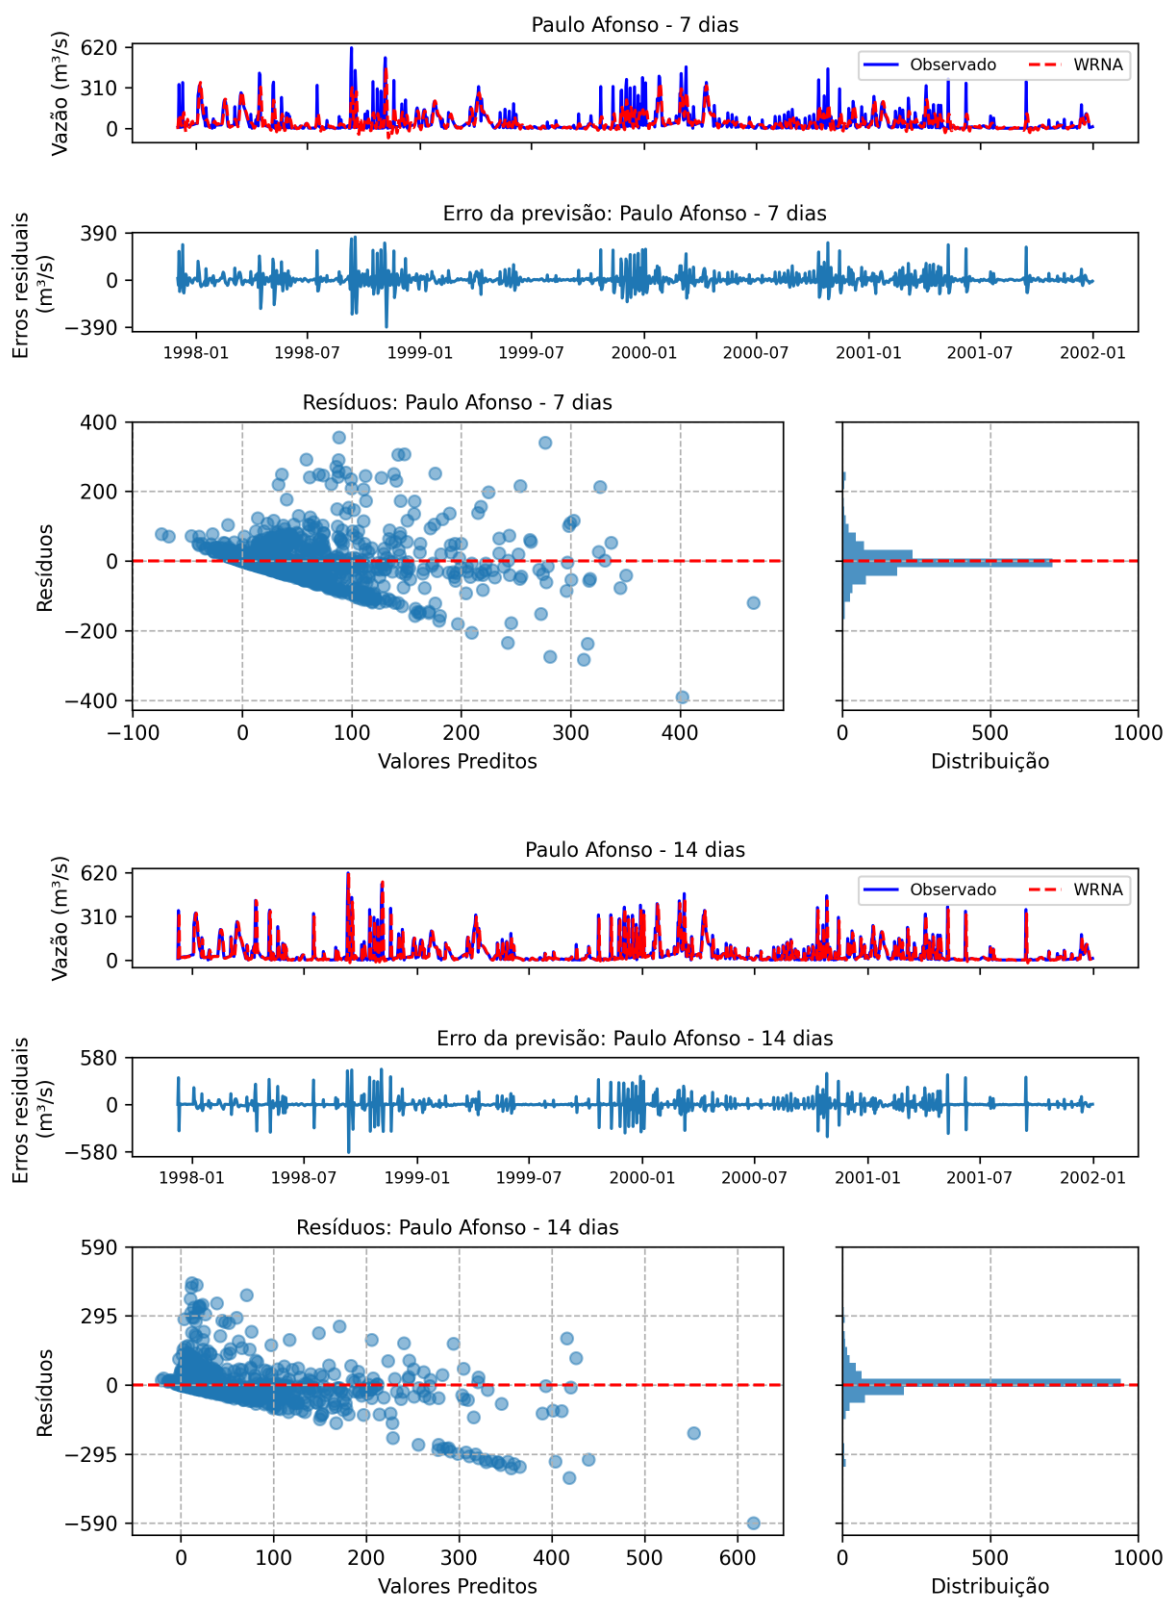 Paulo Afonso - 7 dias
Vazão (m³/s)
620
310
0
Observado
WRNA
Erro da previsão: Paulo Afonso - 7 dias
Erros residuais
(m³/s)
390
0
−390
1998-01 1998-07 1999-01 1999-07 2000-01 2000-07 2001-01 2001-07 2002-01
Resíduos: Paulo Afonso - 7 dias
Resíduos
400
200
0
−200
−400
−100 0 100 200 300 400
Valores Preditos
0 500 1000
Distribuição
Paulo Afonso - 14 dias
Vazão (m³/s)
620
310
0
Observado
WRNA
Erro da previsão: Paulo Afonso - 14 dias
Erros residuais
(m³/s)
580
0
−580
1998-01 1998-07 1999-01 1999-07 2000-01 2000-07 2001-01 2001-07 2002-01
Resíduos: Paulo Afonso - 14 dias
Resíduos
590
295
0
−295
−590
0 100 200 300 400 500 600
Valores Preditos
0 500 1000
Distribuição